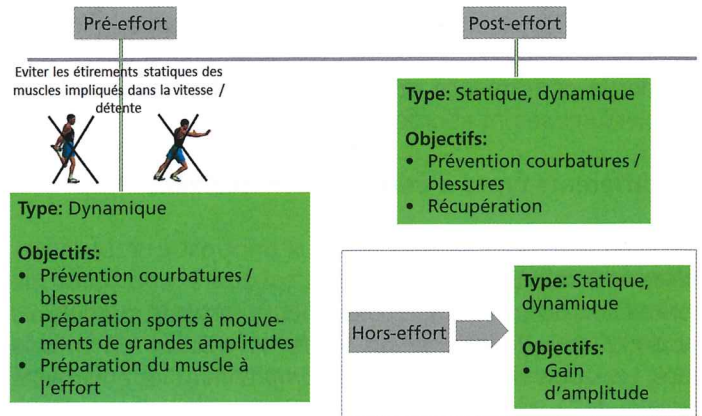 Pré-effort
Post-effort
Eviter les étirements statiques des
muscles impliqués dans la vitesse /
détente
Type: Dynamique
Objectifs:
• Prévention courbatures /
blessures
• Préparation sports à mouve-
ments de grandes amplitudes
• Préparation du muscle à
l'effort
Type: Statique, dynamique
Objectifs:
• Prévention courbatures /
blessures
• Récupération
Hors-effort
Type: Statique,
dynamique
Objectifs:
• Gain
d'amplitude